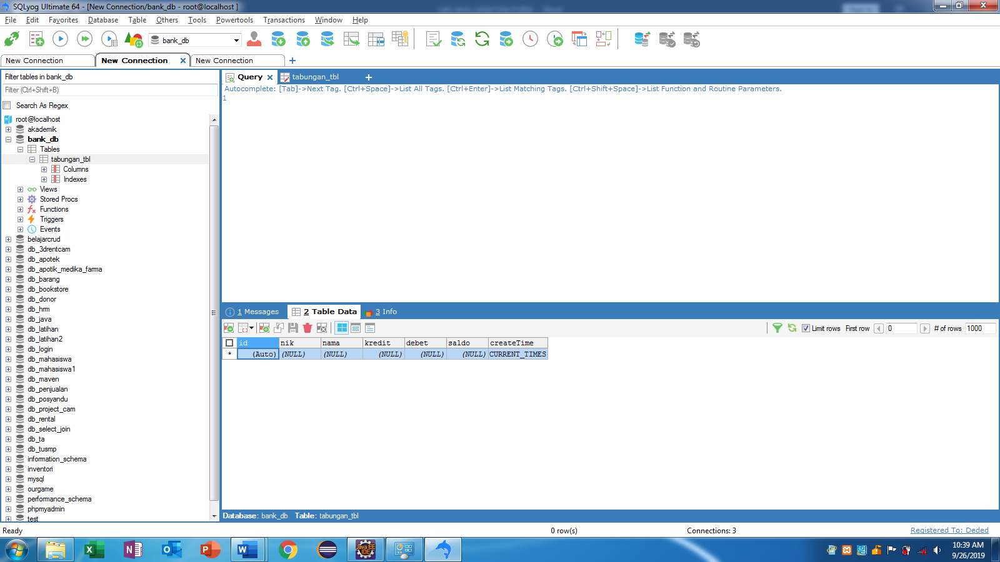 SQLyog Ultimate 64 - [New Connection/bank_db - root@localhost ]
File Edit Favorites Database Table Others Tools Powertools Transactions Window Help
bank_db
New Connection New Connection New Connection
Filter tables in bank_db
Filter (Ctrl+Shift+B)
Search As Regex
root@localhost
akademik
bank_db
Tables
tabungan_tbl
Columns
Indexes
Views
Stored Procs
Functions
Triggers
Events
belajarcrud
db_3drentcam
db_apotek
db_apotik_medika_farma
db_barang
db_bookstore
db_donor
db_hrm
db_java
db_latihan
db_latihan2
db_login
db_mahasiswa
db_mahasiswa1
db_maven
db_penjualan
db_posyandu
db_project_cam
db_rental
db_select_join
db_ta
db_tusmp
information_schema
inventori
mysql
ourgame
performance_schema
phpmyadmin
test
Query tabungan_tbl
Autocomplete: [Tab]->Next Tag. [Ctrl+Space]->List All Tags. [Ctrl+Enter]->List Matching Tags. [Ctrl+Shift+Space]->List Function and Routine Parameters.
1
1 Messages 2 Table Data 3 Info
Limit rows First row 0 # of rows 1000
id nik nama kredit debet saldo createTime
* (Auto) (NULL) (NULL) (NULL) (NULL) (NULL) CURRENT_TIMES
Database: bank_db Table: tabungan_tbl
Ready 0 row(s) Connections: 3 Registered To: Deded
Java EE
IDE
10:39 AM
9/26/2019